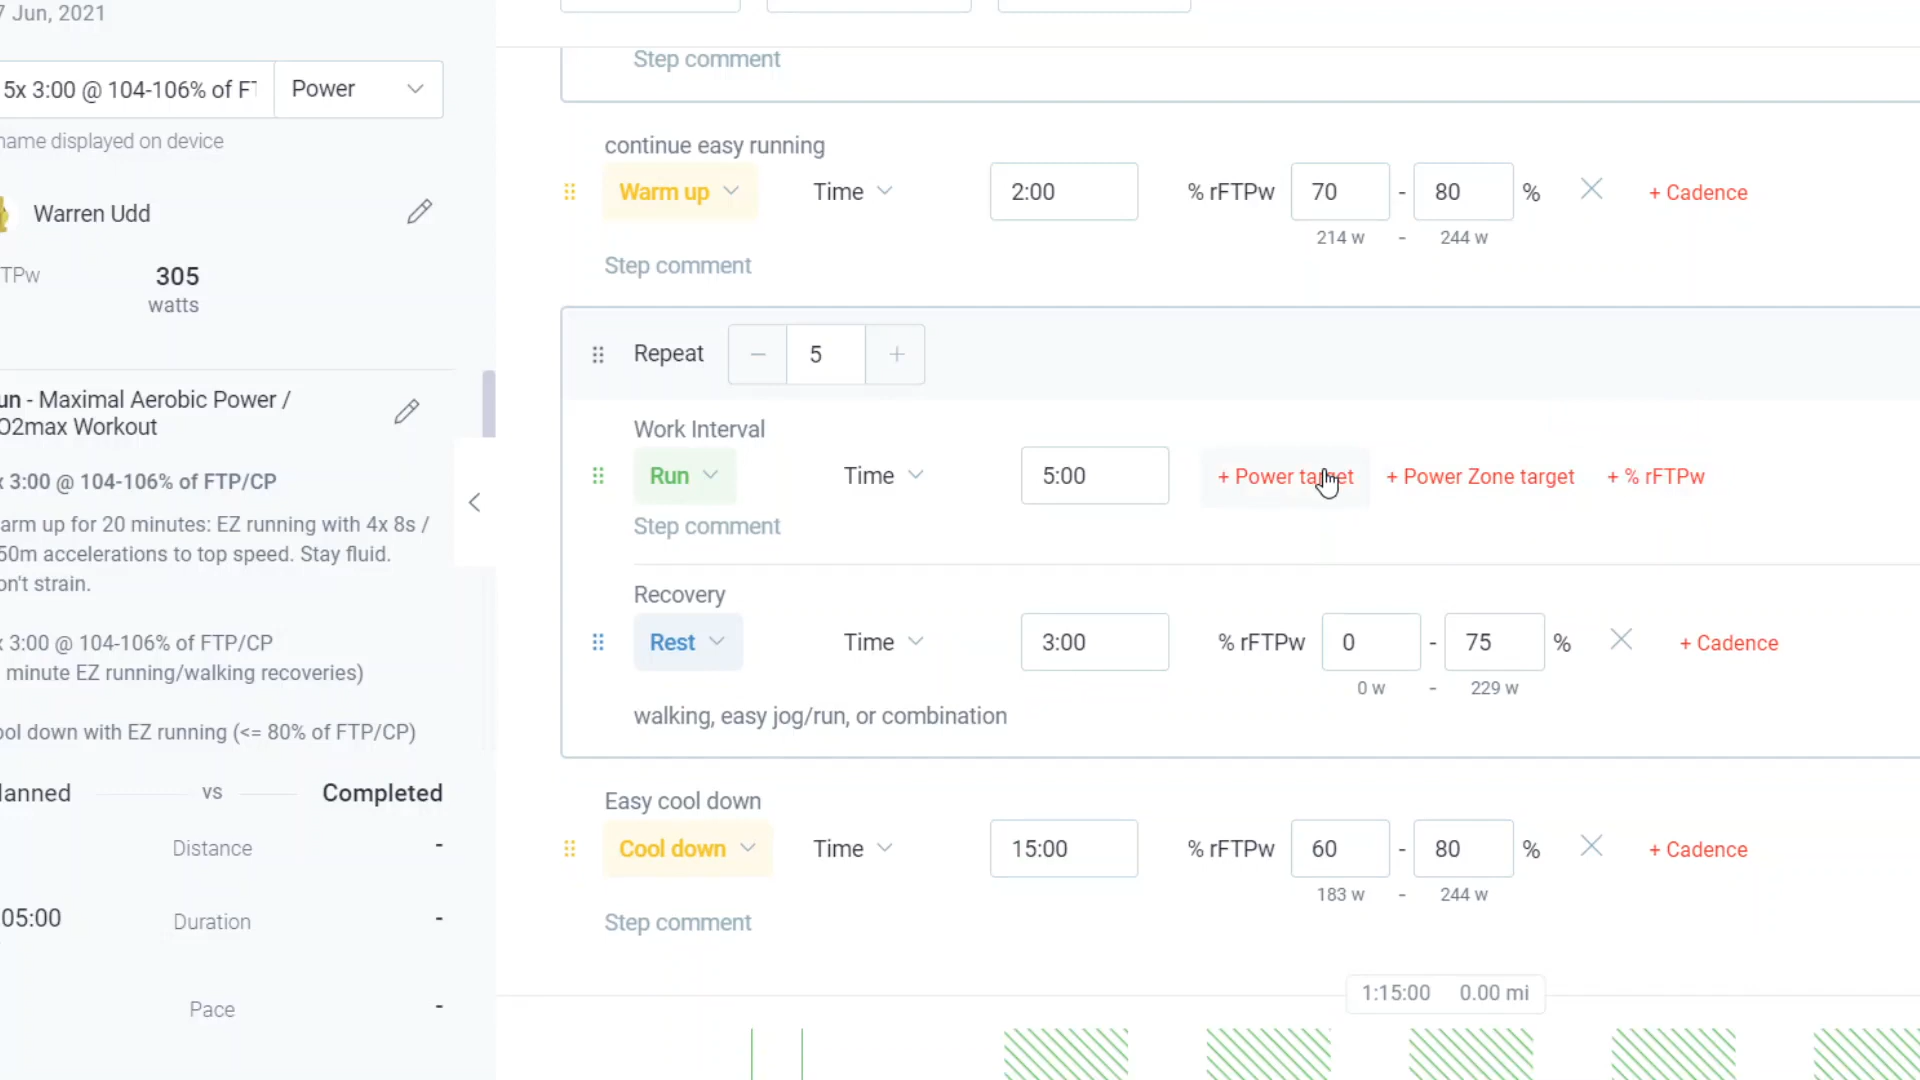 7 Jun, 2021
5x 3:00 @ 104-106% of FT
Power
name displayed on device
Warren Udd
TPw
305
watts
un - Maximal Aerobic Power /
O2max Workout
x 3:00 @ 104-106% of FTP/CP
arm up for 20 minutes: EZ running with 4x 8s /
50m accelerations to top speed. Stay fluid.
on't strain.
x 3:00 @ 104-106% of FTP/CP
minute EZ running/walking recoveries)
ool down with EZ running (<= 80% of FTP/CP)
lanned vs Completed
Distance -
05:00 Duration -
Pace -
Step comment
continue easy running
Warm up Time 2:00 % rFTPw 70 - 80 % + Cadence
214 w - 244 w
Step comment
Repeat - 5 +
Work Interval
Run Time 5:00 + Power target + Power Zone target + % rFTPw
Step comment
Recovery
Rest Time 3:00 % rFTPw 0 - 75 % + Cadence
0 w - 229 w
walking, easy jog/run, or combination
Easy cool down
Cool down Time 15:00 % rFTPw 60 - 80 % + Cadence
183 w - 244 w
Step comment
1:15:00 0.00 mi